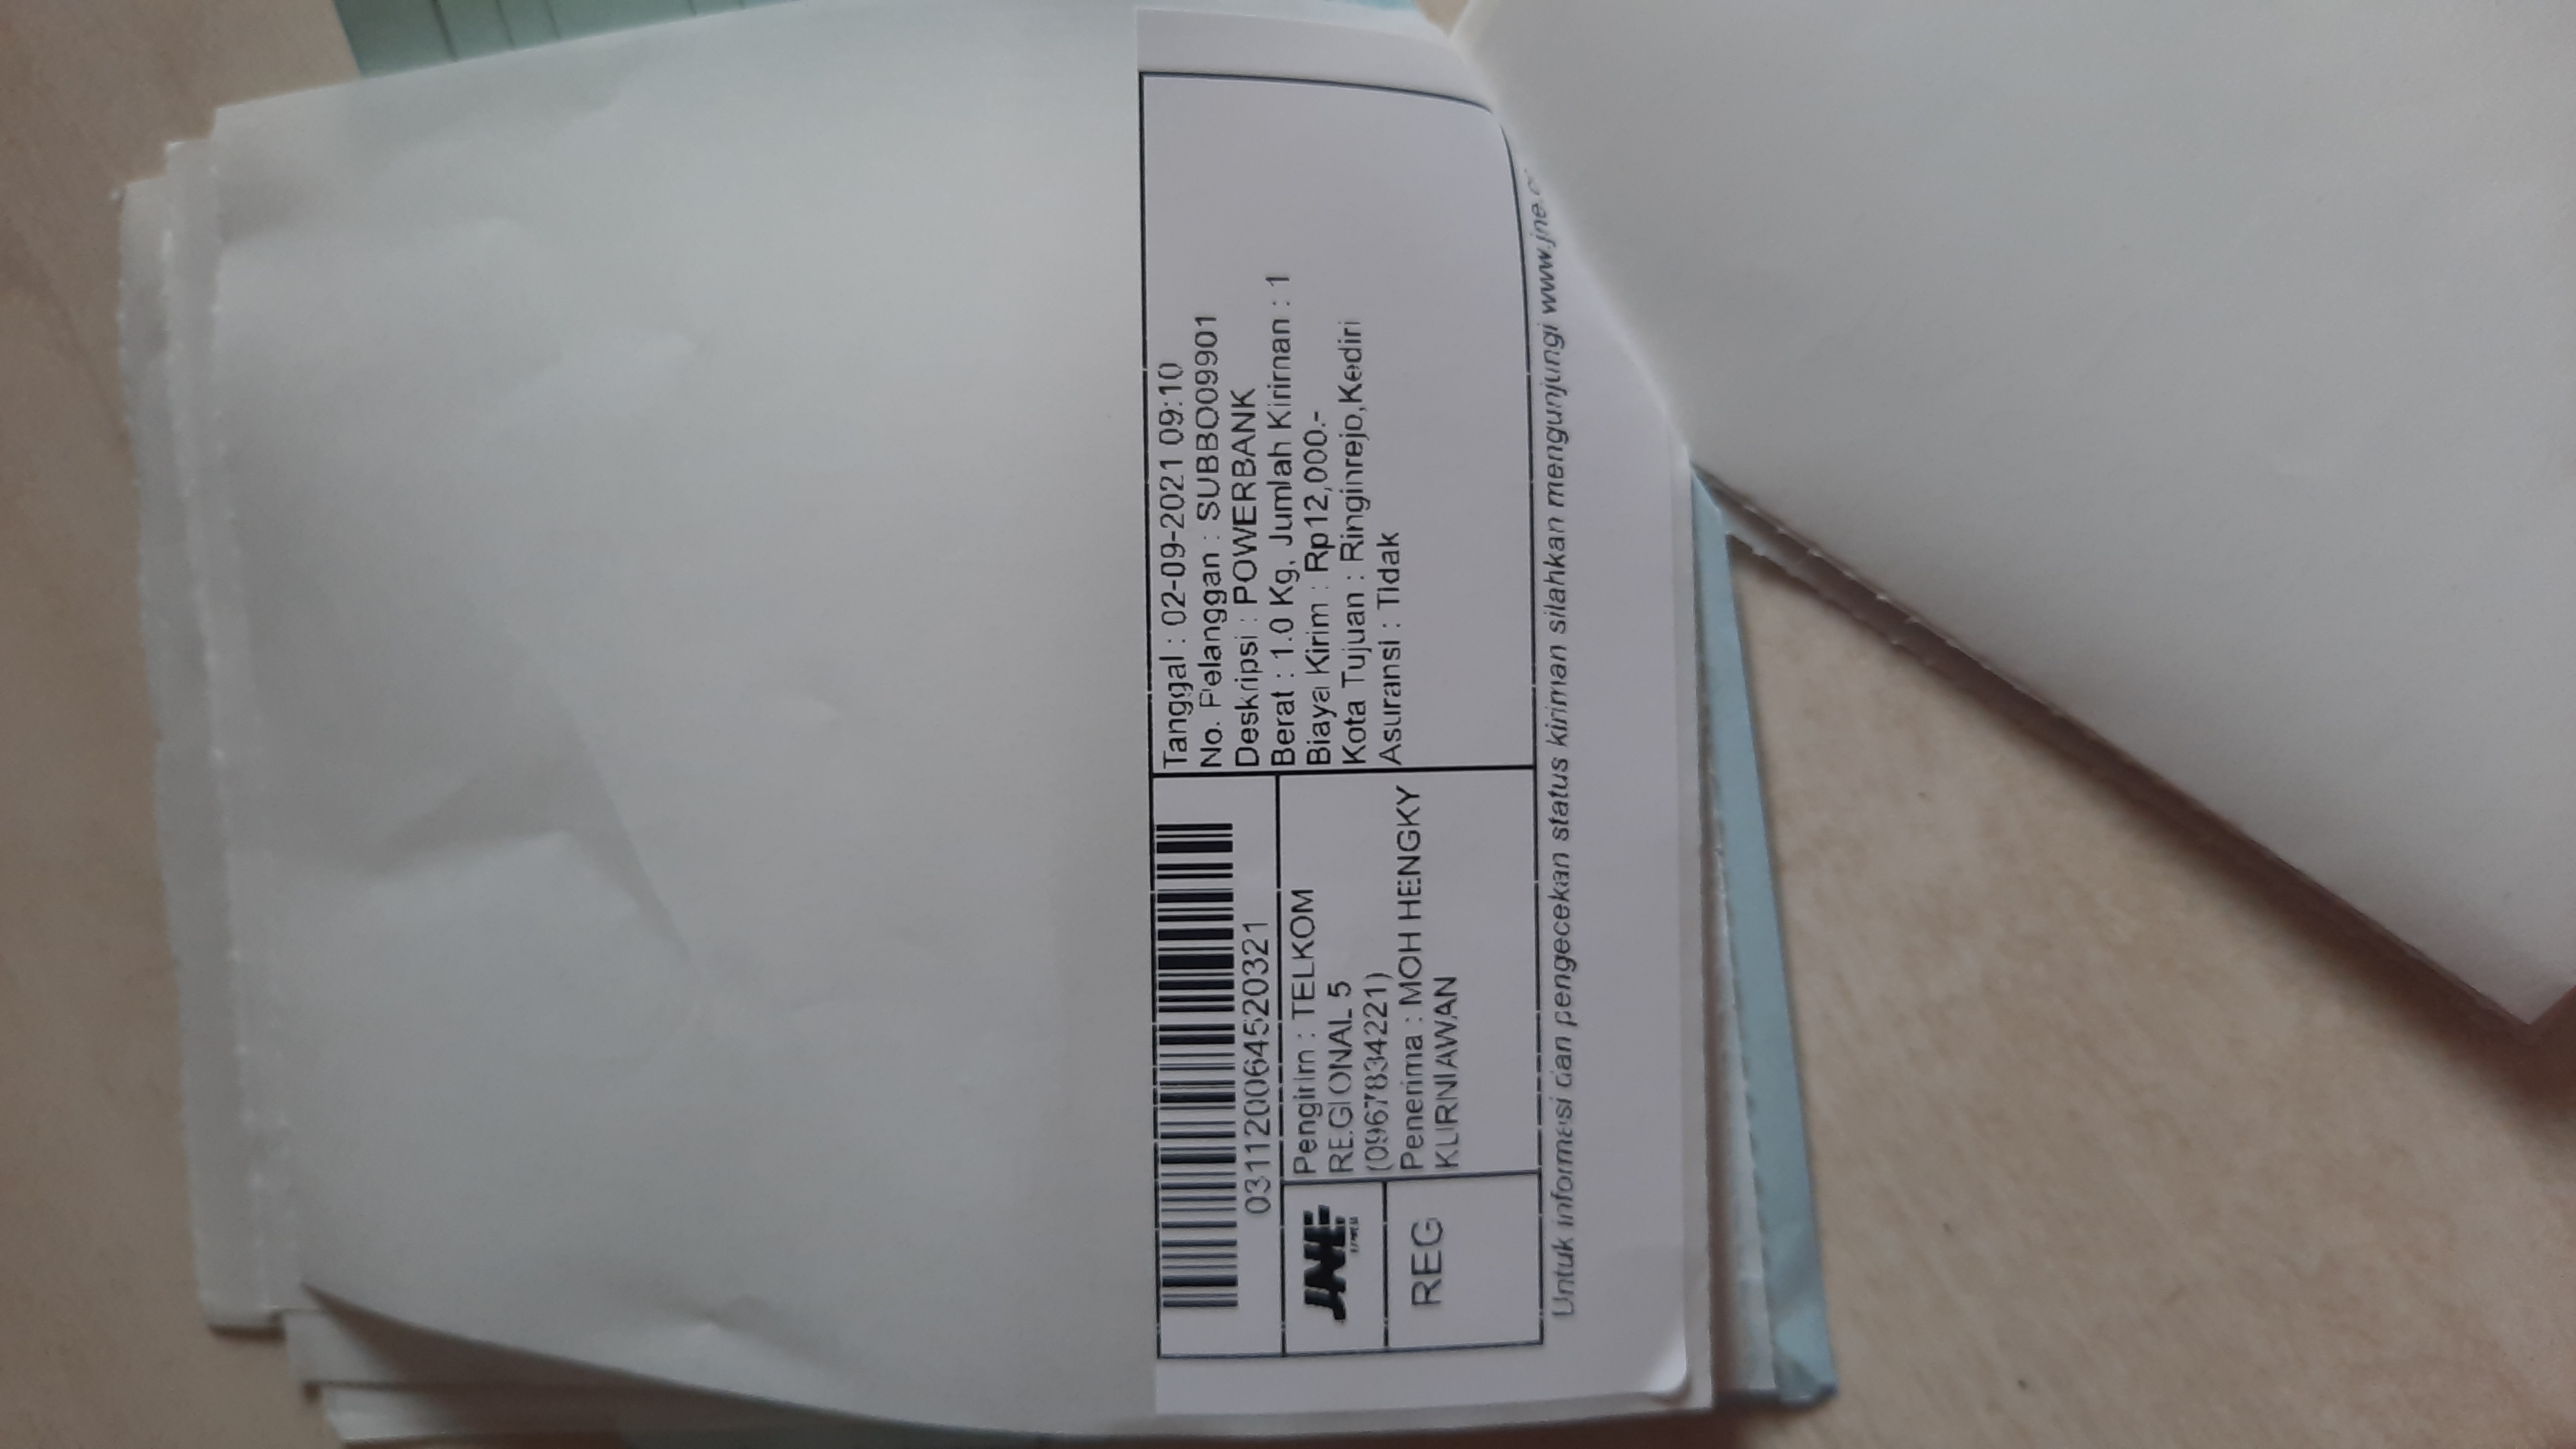 031120064520321
JNE
REG
Pengirim : TELKOM
REGIONAL 5
(0967834221)
Penerima : MOH HENGKY
KURNIAWAN
Tanggal : 02-09-2021 09:10
No. Pelanggan : SUBBO09901
Deskripsi : POWERBANK
Berat : 1.0 Kg, Jumlah Kiriman : 1
Biaya Kirim : Rp12,000.-
Kota Tujuan : Ringinrejo,Kediri
Asuransi : Tidak
Untuk informasi dan pengecekan status kiriman silahkan mengunjungi www.jne.c